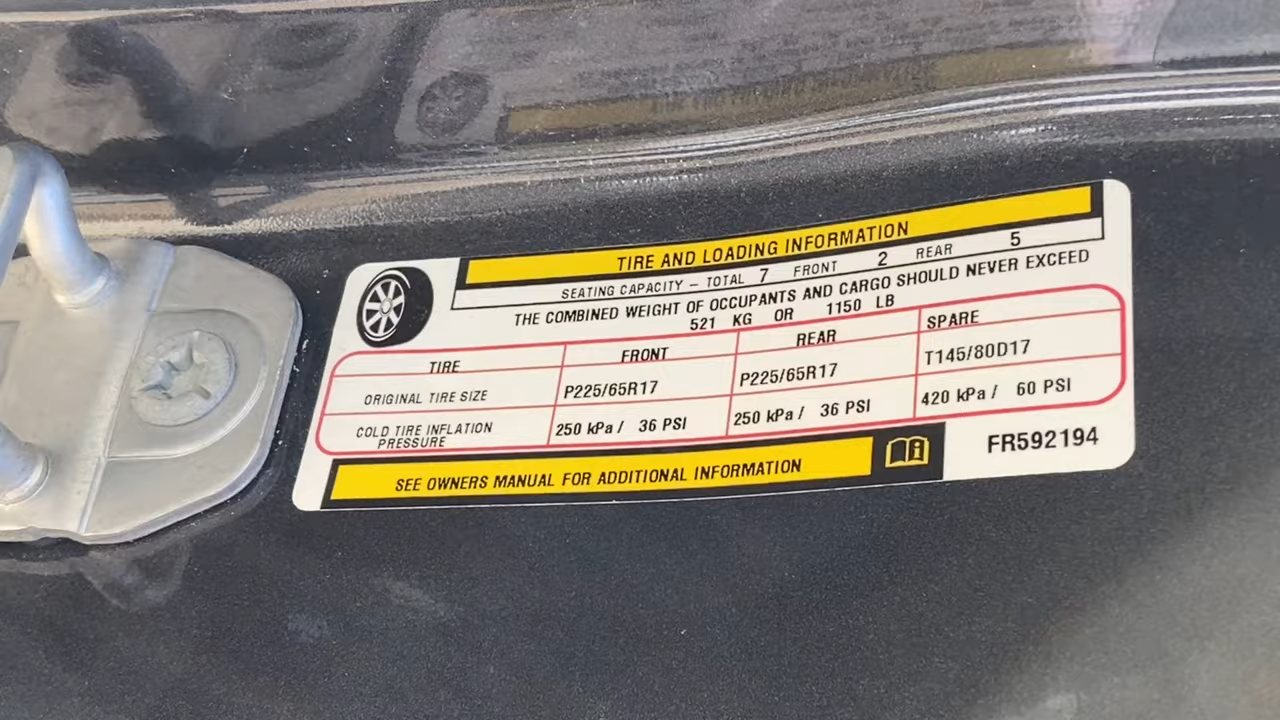 TIRE AND LOADING INFORMATION
SEATING CAPACITY – TOTAL 7 FRONT 2 REAR 5
THE COMBINED WEIGHT OF OCCUPANTS AND CARGO SHOULD NEVER EXCEED
521 KG OR 1150 LB
TIRE FRONT REAR SPARE
ORIGINAL TIRE SIZE P225/65R17 P225/65R17 T145/80D17
COLD TIRE INFLATION PRESSURE 250 kPa / 36 PSI 250 kPa / 36 PSI 420 kPa / 60 PSI
SEE OWNERS MANUAL FOR ADDITIONAL INFORMATION
FR592194